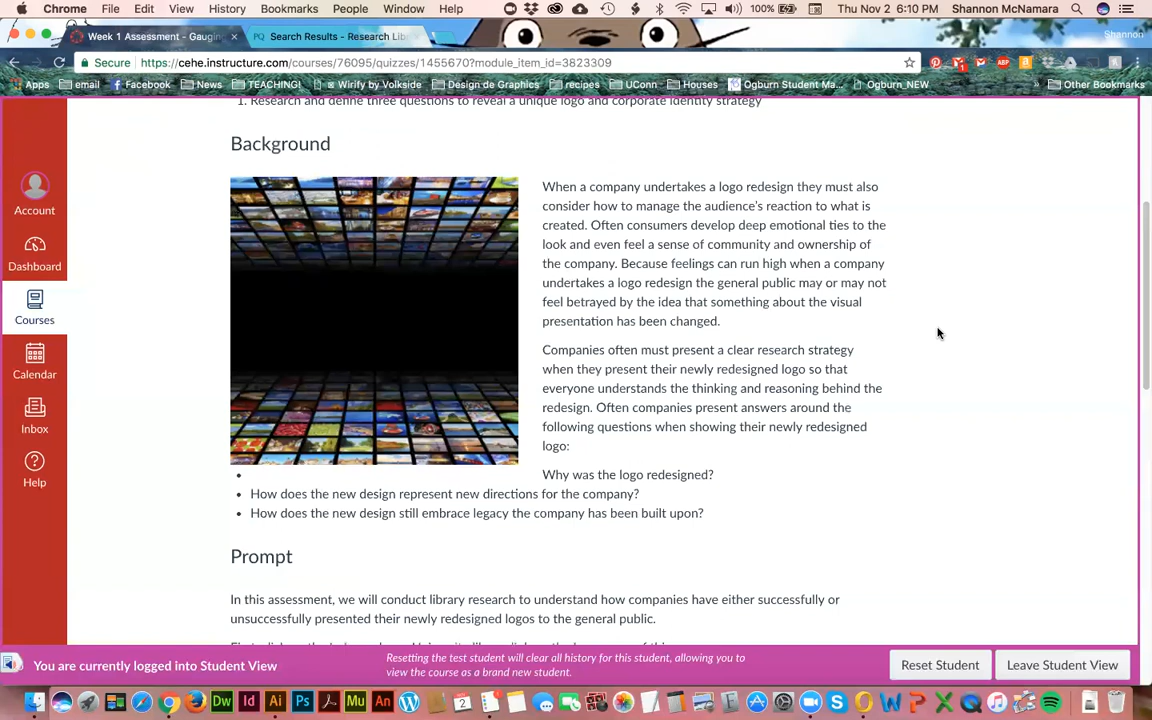 Chrome File Edit View History Bookmarks People Window Help 100% Thu Nov 2 6:10 PM Shannon McNamara
Week 1 Assessment - Gaugin × Search Results - Research Lib Shannon
Secure https://cehe.instructure.com/courses/76095/quizzes/1455670?module_item_id=3823309
Apps email Facebook News TEACHING! Wirify by Volkside Design de Graphics recipes UConn Houses Ogburn Student Ma... Ogburn_NEW » Other Bookmarks
1. Research and define three questions to reveal a unique logo and corporate identity strategy
Background
When a company undertakes a logo redesign they must also
consider how to manage the audience's reaction to what is
created. Often consumers develop deep emotional ties to the
look and even feel a sense of community and ownership of
the company. Because feelings can run high when a company
undertakes a logo redesign the general public may or may not
feel betrayed by the idea that something about the visual
presentation has been changed.
Companies often must present a clear research strategy
when they present their newly redesigned logo so that
everyone understands the thinking and reasoning behind the
redesign. Often companies present answers around the
following questions when showing their newly redesigned
logo:
• Why was the logo redesigned?
• How does the new design represent new directions for the company?
• How does the new design still embrace legacy the company has been built upon?
Prompt
In this assessment, we will conduct library research to understand how companies have either successfully or
unsuccessfully presented their newly redesigned logos to the general public.
Account
Dashboard
Courses
Calendar
Inbox
Help
You are currently logged into Student View
Resetting the test student will clear all history for this student, allowing you to
view the course as a brand new student.
Reset Student
Leave Student View